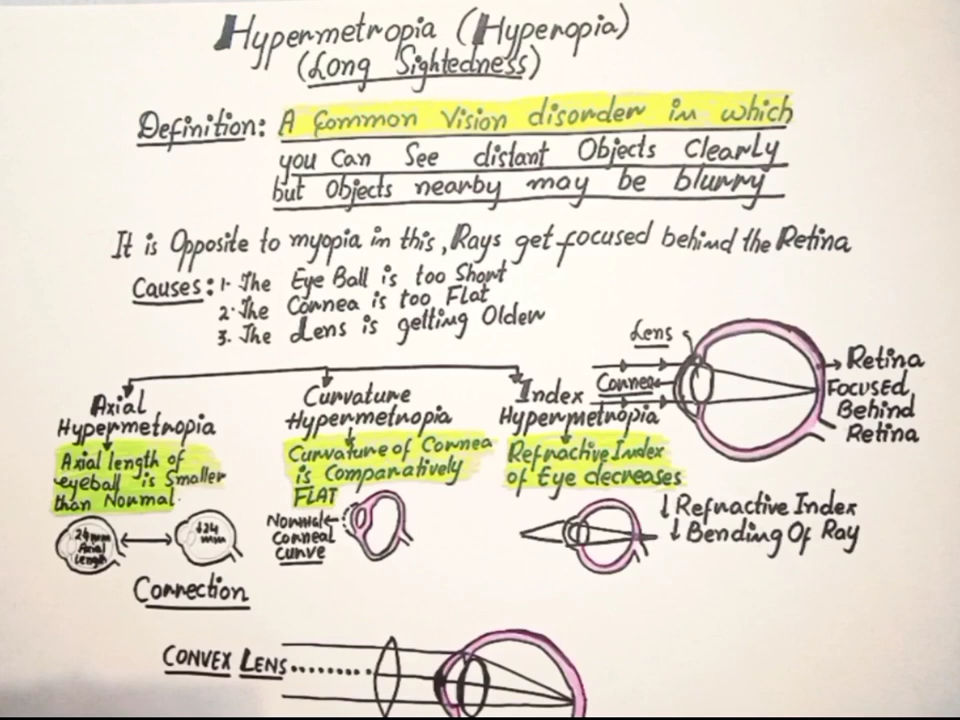 Hypermetropia (Hyperopia)
(Long Sightedness)
Definition: A Common Vision disorder in which
you Can See distant Objects Clearly
but Objects nearby may be blurry
It is Opposite to myopia in this, Rays get focused behind the Retina
Causes: 1. The Eye Ball is too Short
2. The Cornea is too Flat
3. The Lens is getting Older
Lens
Cornea
Retina
Focused
Behind
Retina
Axial
Hypermetropia
Axial length of
eyeball is Smaller
than Normal.
24mm
Axial
Length
↓24
mm
Curvature
Hypermetropia
Curvature of Cornea
is Comparatively
FLAT
Normal
Corneal
Curve
Index
Hypermetropia
Refractive Index
of Eye decreases
↓ Refractive Index
↓ Bending Of Ray
Connection
CONVEX LENS